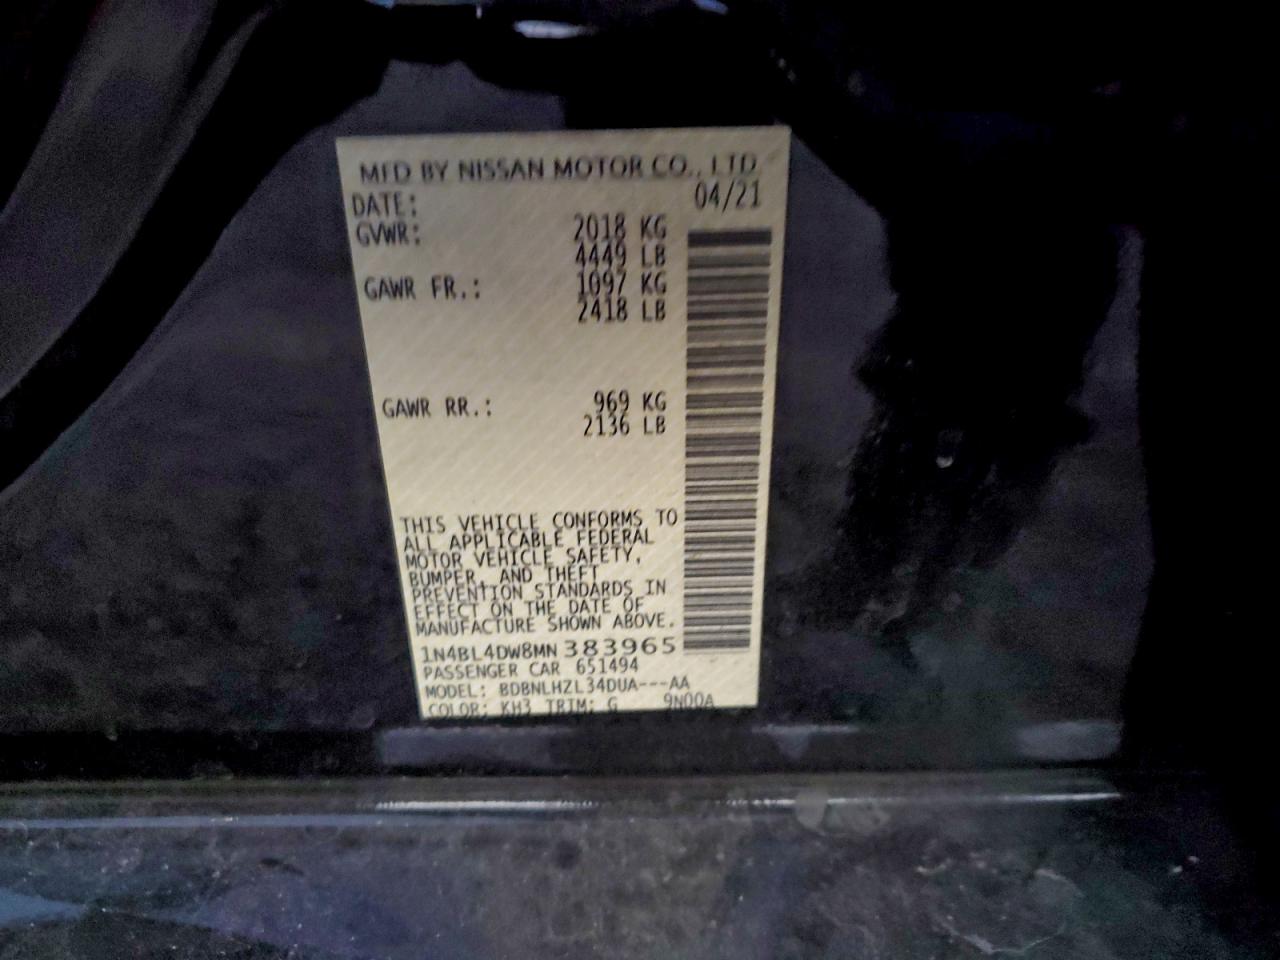 MFD BY NISSAN MOTOR CO., LTD
DATE: 04/21
GVWR: 2018 KG
4449 LB
GAWR FR.: 1097 KG
2418 LB
GAWR RR.: 969 KG
2136 LB
THIS VEHICLE CONFORMS TO
ALL APPLICABLE FEDERAL
MOTOR VEHICLE SAFETY,
BUMPER, AND THEFT
PREVENTION STANDARDS IN
EFFECT ON THE DATE OF
MANUFACTURE SHOWN ABOVE.
1N4BL4DW8MN383965
PASSENGER CAR 651494
MODEL: BDBNLHZL34DUA---AA
COLOR: KH3 TRIM: G 9N00A